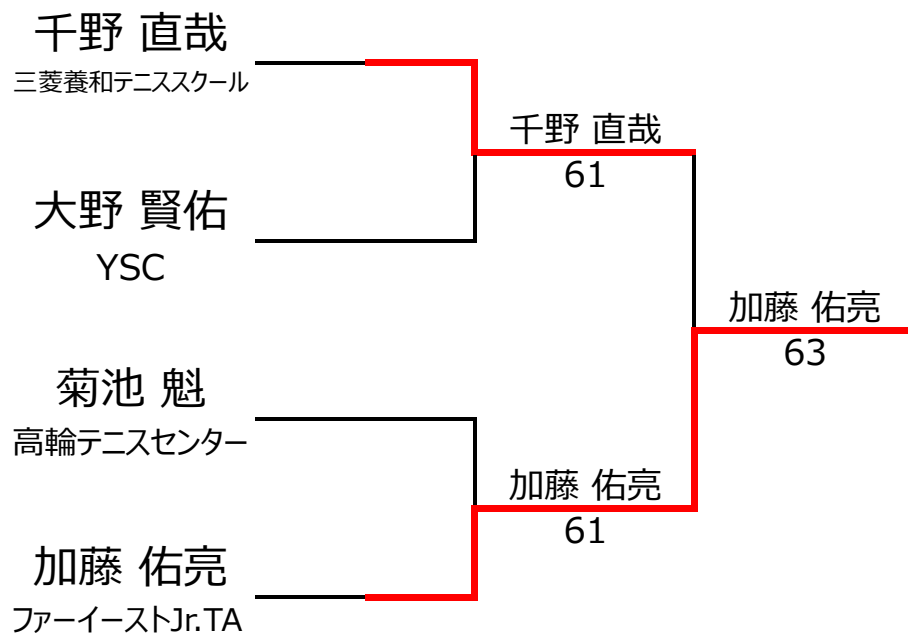 千野 直哉
三菱養和テニススクール
千野 直哉
61
大野 賢佑
YSC
加藤 佑亮
63
菊池 魁
高輪テニスセンター
加藤 佑亮
61
加藤 佑亮
ファーイーストJr.TA